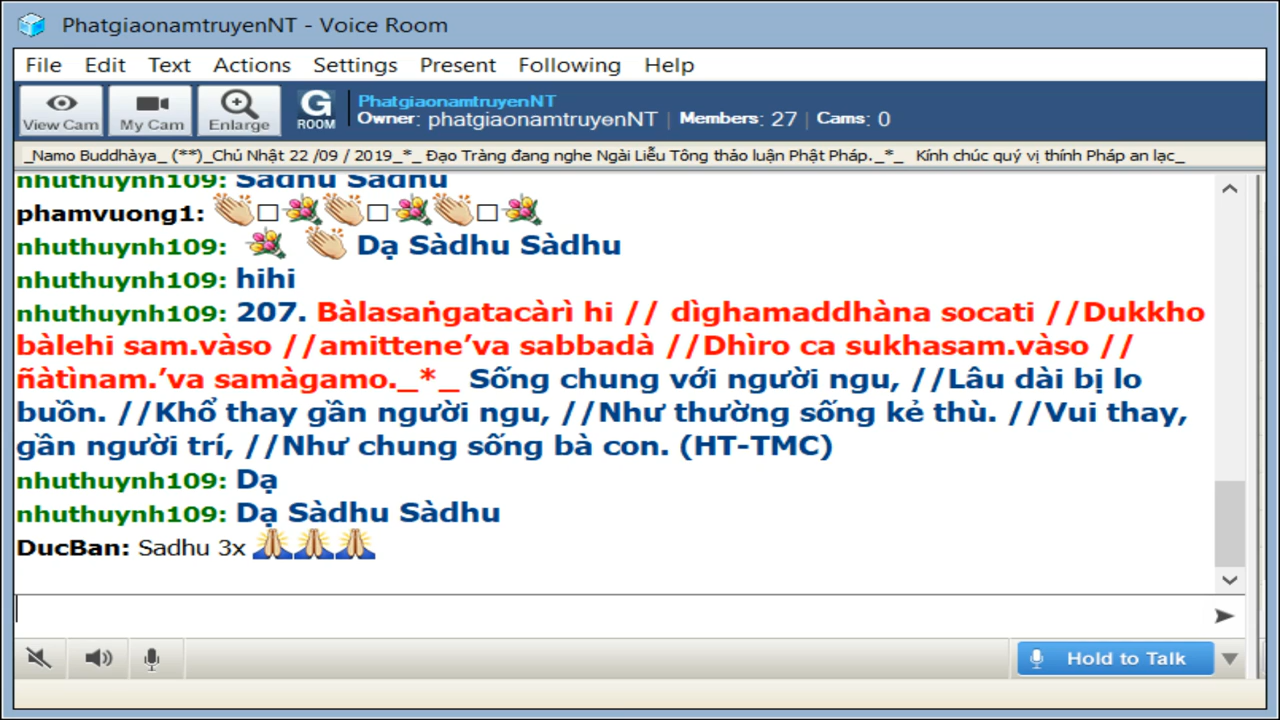 PhatgiaonamtruyenNT - Voice Room
File Edit Text Actions Settings Present Following Help
View Cam My Cam Enlarge G ROOM
PhatgiaonamtruyenNT
Owner: phatgiaonamtruyenNT | Members: 27 | Cams: 0
_Namo Buddhàya_ (**)_Chủ Nhật 22 /09 / 2019_*_ Đạo Tràng đang nghe Ngài Liễu Tông thảo luận Phật Pháp._*_ Kính chúc quý vị thính Pháp an lạc_
nhuthuynh109: Sàdhu Sàdhu
phamvuong1: 👏□💐👏□💐👏□💐
nhuthuynh109: 💐 👏 Dạ Sàdhu Sàdhu
nhuthuynh109: hihi
nhuthuynh109: 207. Bàlasaṅgatacàrì hi // dìghamaddhàna socati //Dukkho
bàlehi sam.vàso //amittene’va sabbadà //Dhìro ca sukhasam.vàso //
ñàtìnam.’va samàgamo._*_ Sống chung với người ngu, //Lâu dài bị lo
buồn. //Khổ thay gần người ngu, //Như thường sống kẻ thù. //Vui thay,
gần người trí, //Như chung sống bà con. (HT-TMC)
nhuthuynh109: Dạ
nhuthuynh109: Dạ Sàdhu Sàdhu
DucBan: Sadhu 3x 🙏🙏🙏
Hold to Talk